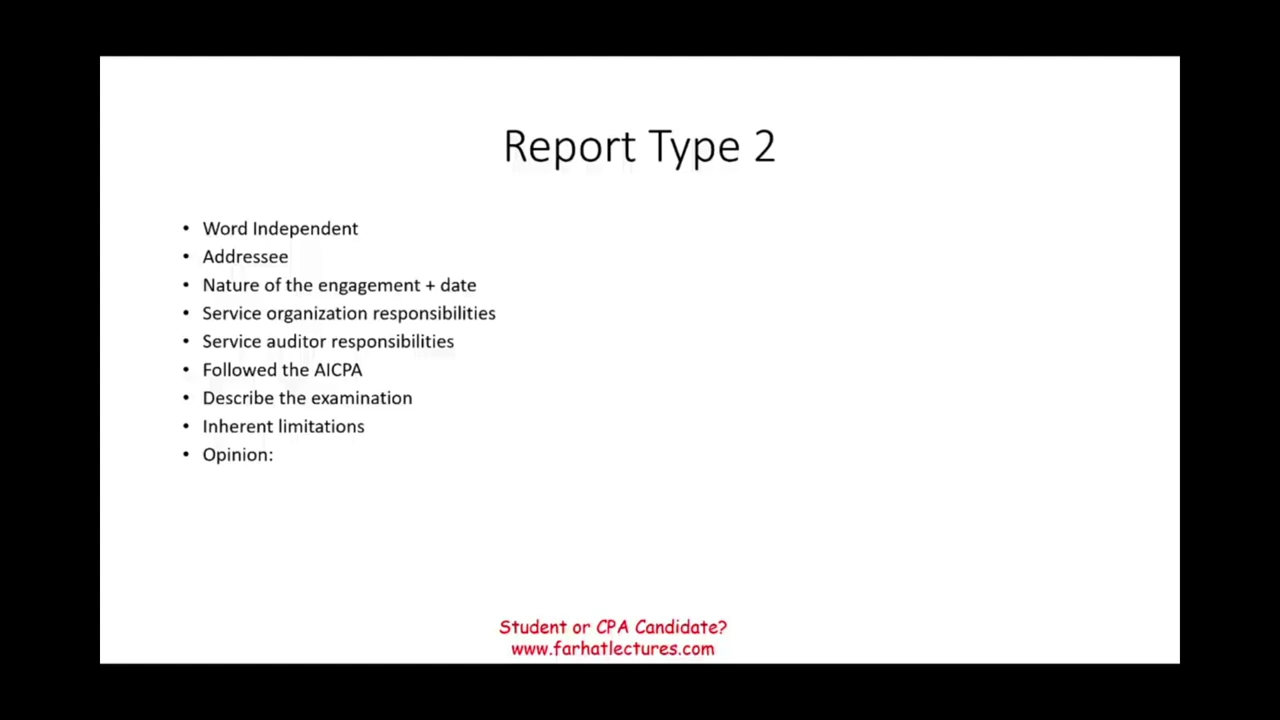 Report Type 2
• Word Independent
• Addressee
• Nature of the engagement + date
• Service organization responsibilities
• Service auditor responsibilities
• Followed the AICPA
• Describe the examination
• Inherent limitations
• Opinion:
Student or CPA Candidate?
www.farhatlectures.com